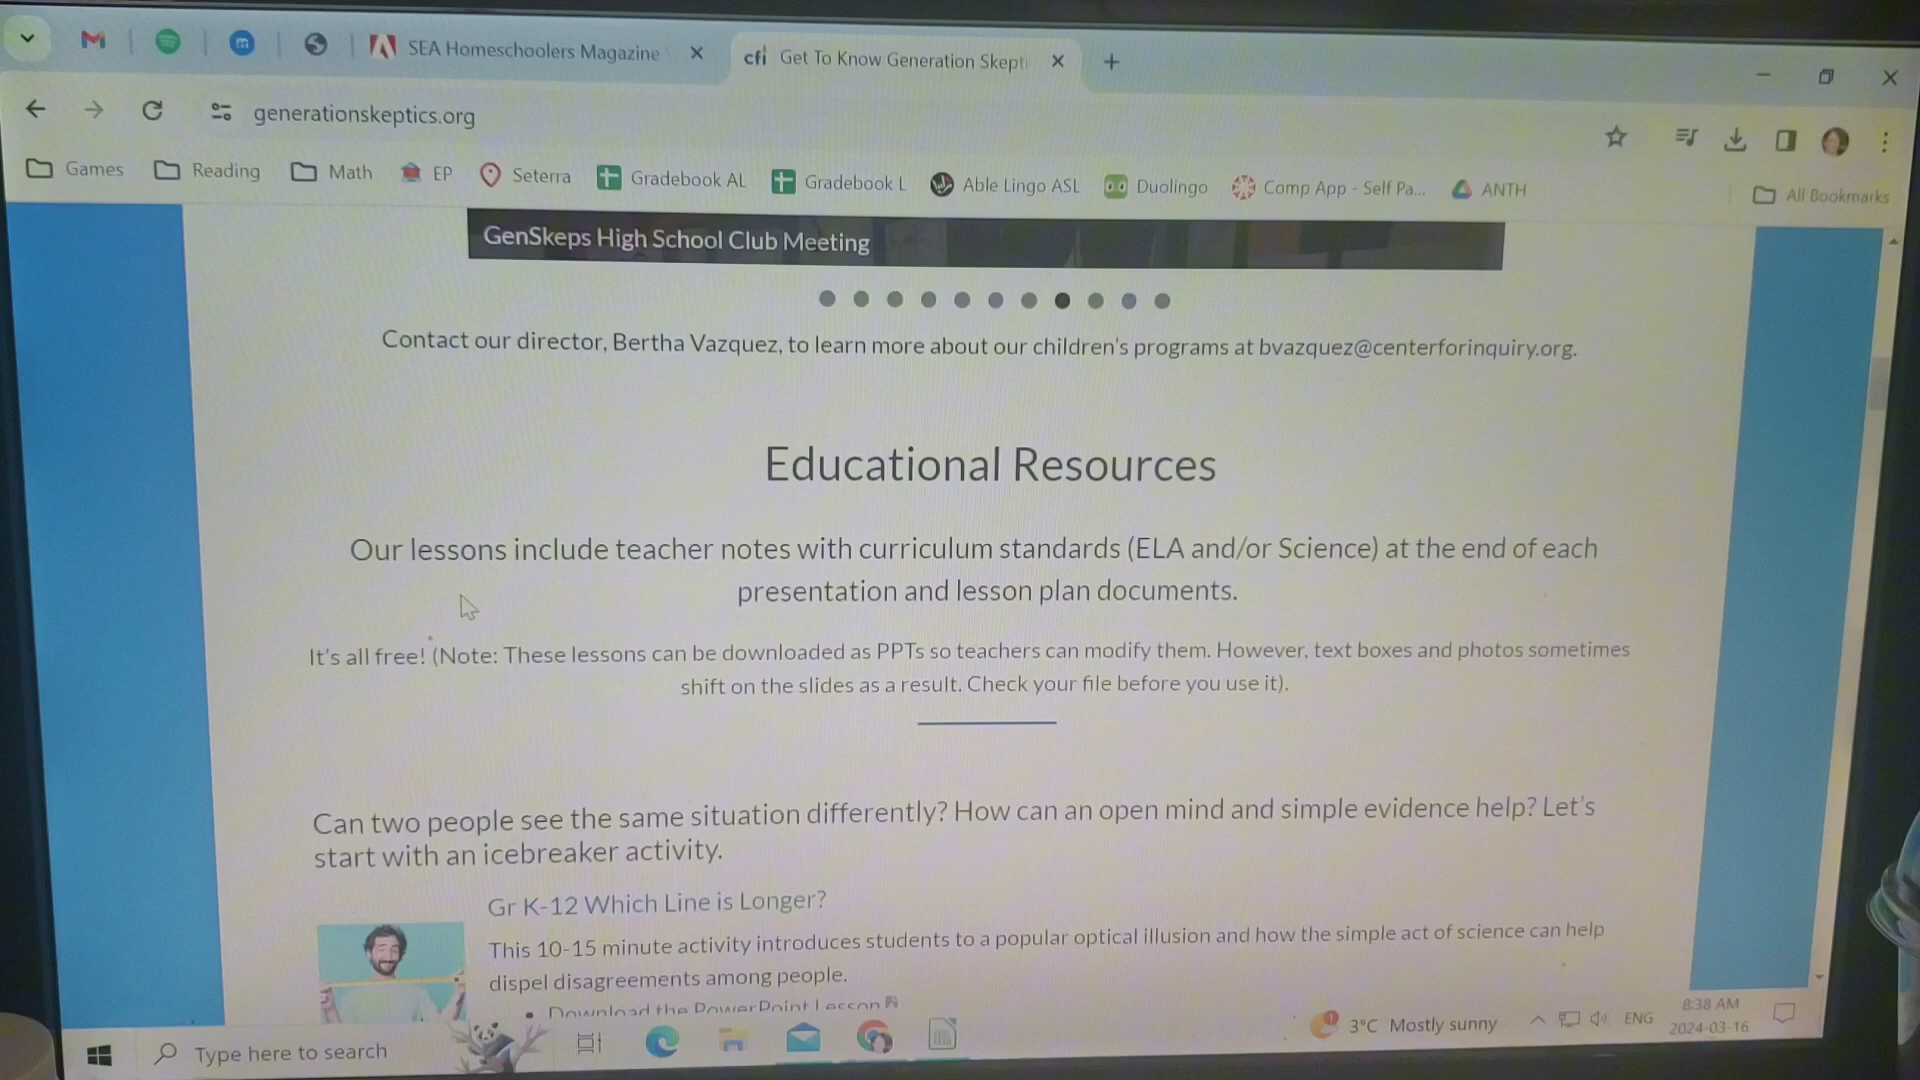 SEA Homeschoolers Magazine
cfi Get To Know Generation Skepti
generationskeptics.org
Games Reading Math EP Seterra Gradebook AL Gradebook L Able Lingo ASL Duolingo Comp App - Self Pa... ANTH All Bookmarks
GenSkeps High School Club Meeting
Contact our director, Bertha Vazquez, to learn more about our children's programs at bvazquez@centerforinquiry.org.
Educational Resources
Our lessons include teacher notes with curriculum standards (ELA and/or Science) at the end of each
presentation and lesson plan documents.
It's all free! (Note: These lessons can be downloaded as PPTs so teachers can modify them. However, text boxes and photos sometimes
shift on the slides as a result. Check your file before you use it).
Can two people see the same situation differently? How can an open mind and simple evidence help? Let's
start with an icebreaker activity.
Gr K-12 Which Line is Longer?
This 10-15 minute activity introduces students to a popular optical illusion and how the simple act of science can help
dispel disagreements among people.
Download the PowerPoint Lesson
Type here to search
3°C Mostly sunny
ENG
8:38 AM
2024-03-16